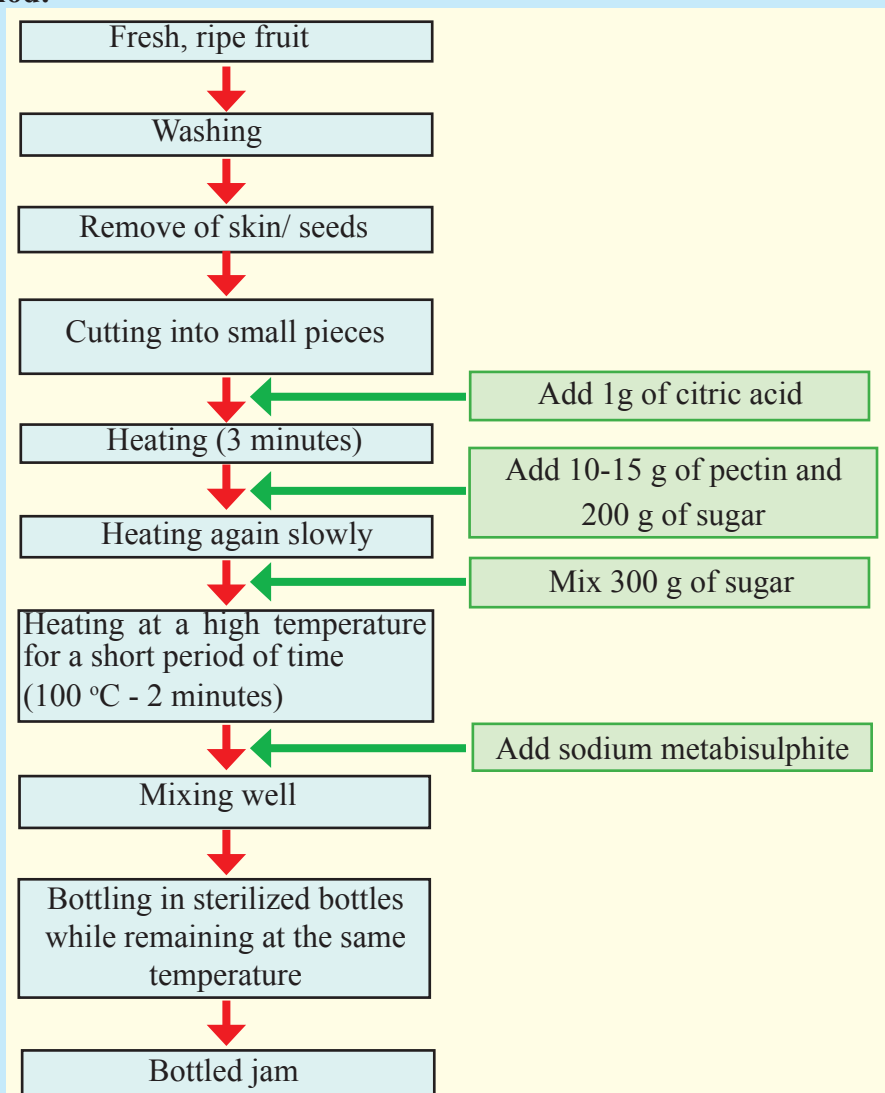 Fresh, ripe fruit
Washing
Remove of skin/ seeds
Cutting into small pieces
Add 1g of citric acid
Heating (3 minutes)
Add 10-15 g of pectin and
200 g of sugar
Heating again slowly
Mix 300 g of sugar
Heating at a high temperature
for a short period of time
(100 °C - 2 minutes)
Add sodium metabisulphite
Mixing well
Bottling in sterilized bottles
while remaining at the same
temperature
Bottled jam